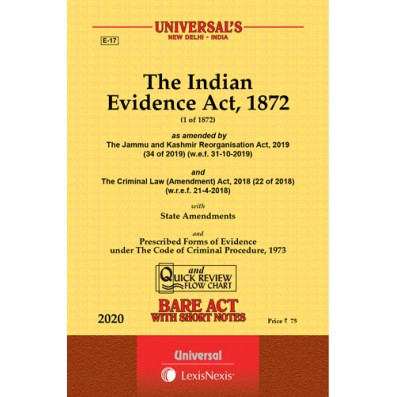 UNIVERSAL'S
NEW DELHI - INDIA
E-17
The Indian
Evidence Act, 1872
(1 of 1872)
as amended by
The Jammu and Kashmir Reorganisation Act, 2019
(34 of 2019) (w.e.f. 31-10-2019)
and
The Criminal Law (Amendment) Act, 2018 (22 of 2018)
(w.r.e.f. 21-4-2018)
with
State Amendments
and
Prescribed Forms of Evidence
under The Code of Criminal Procedure, 1973
and
QUICK REVIEW
FLOW CHART
BARE ACT
WITH SHORT NOTES
2020
Price ₹ 75
Universal
LexisNexis®